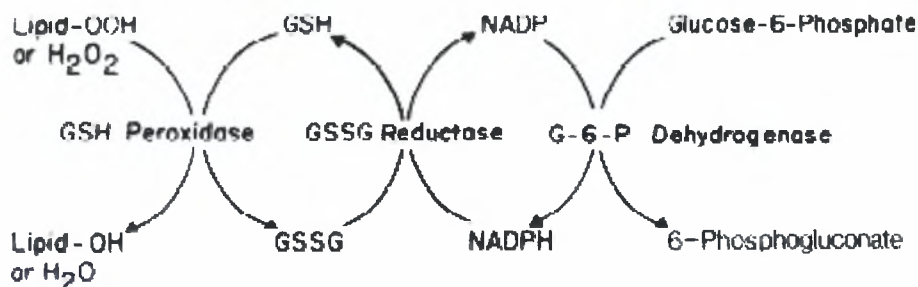 Lipid-OOH GSH NADP Glucose-6-Phosphate
or H₂O₂
GSH Peroxidase GSSG Reductase G-6-P Dehydrogenase
Lipid-OH GSSG NADPH 6-Phosphogluconate
or H₂O